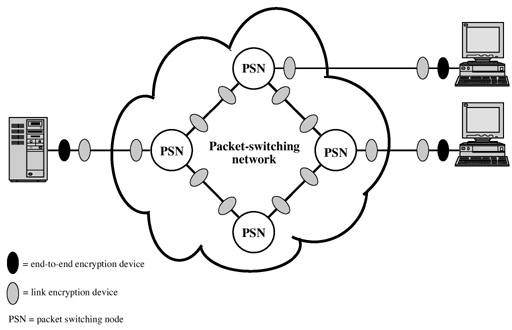 PSN
PSN
Packet-switching
network
PSN
PSN
= end-to-end encryption device
= link encryption device
PSN = packet switching node